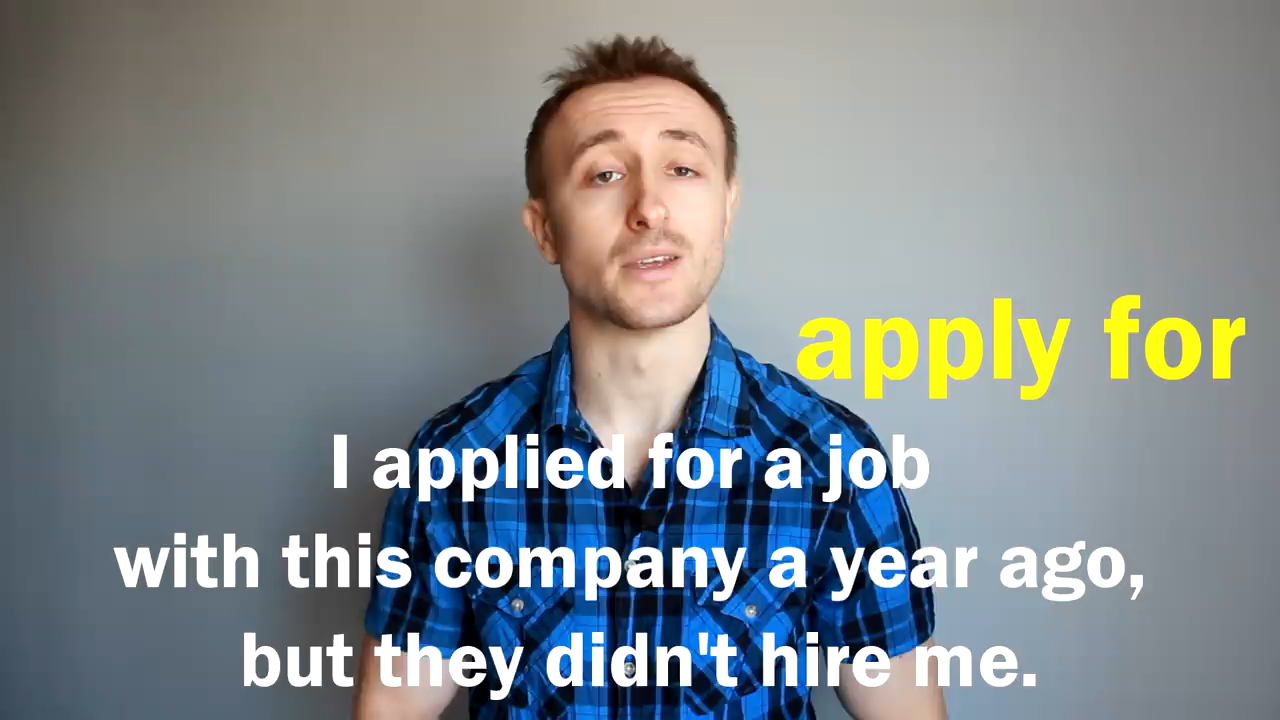 apply for
I applied for a job
with this company a year ago,
but they didn't hire me.